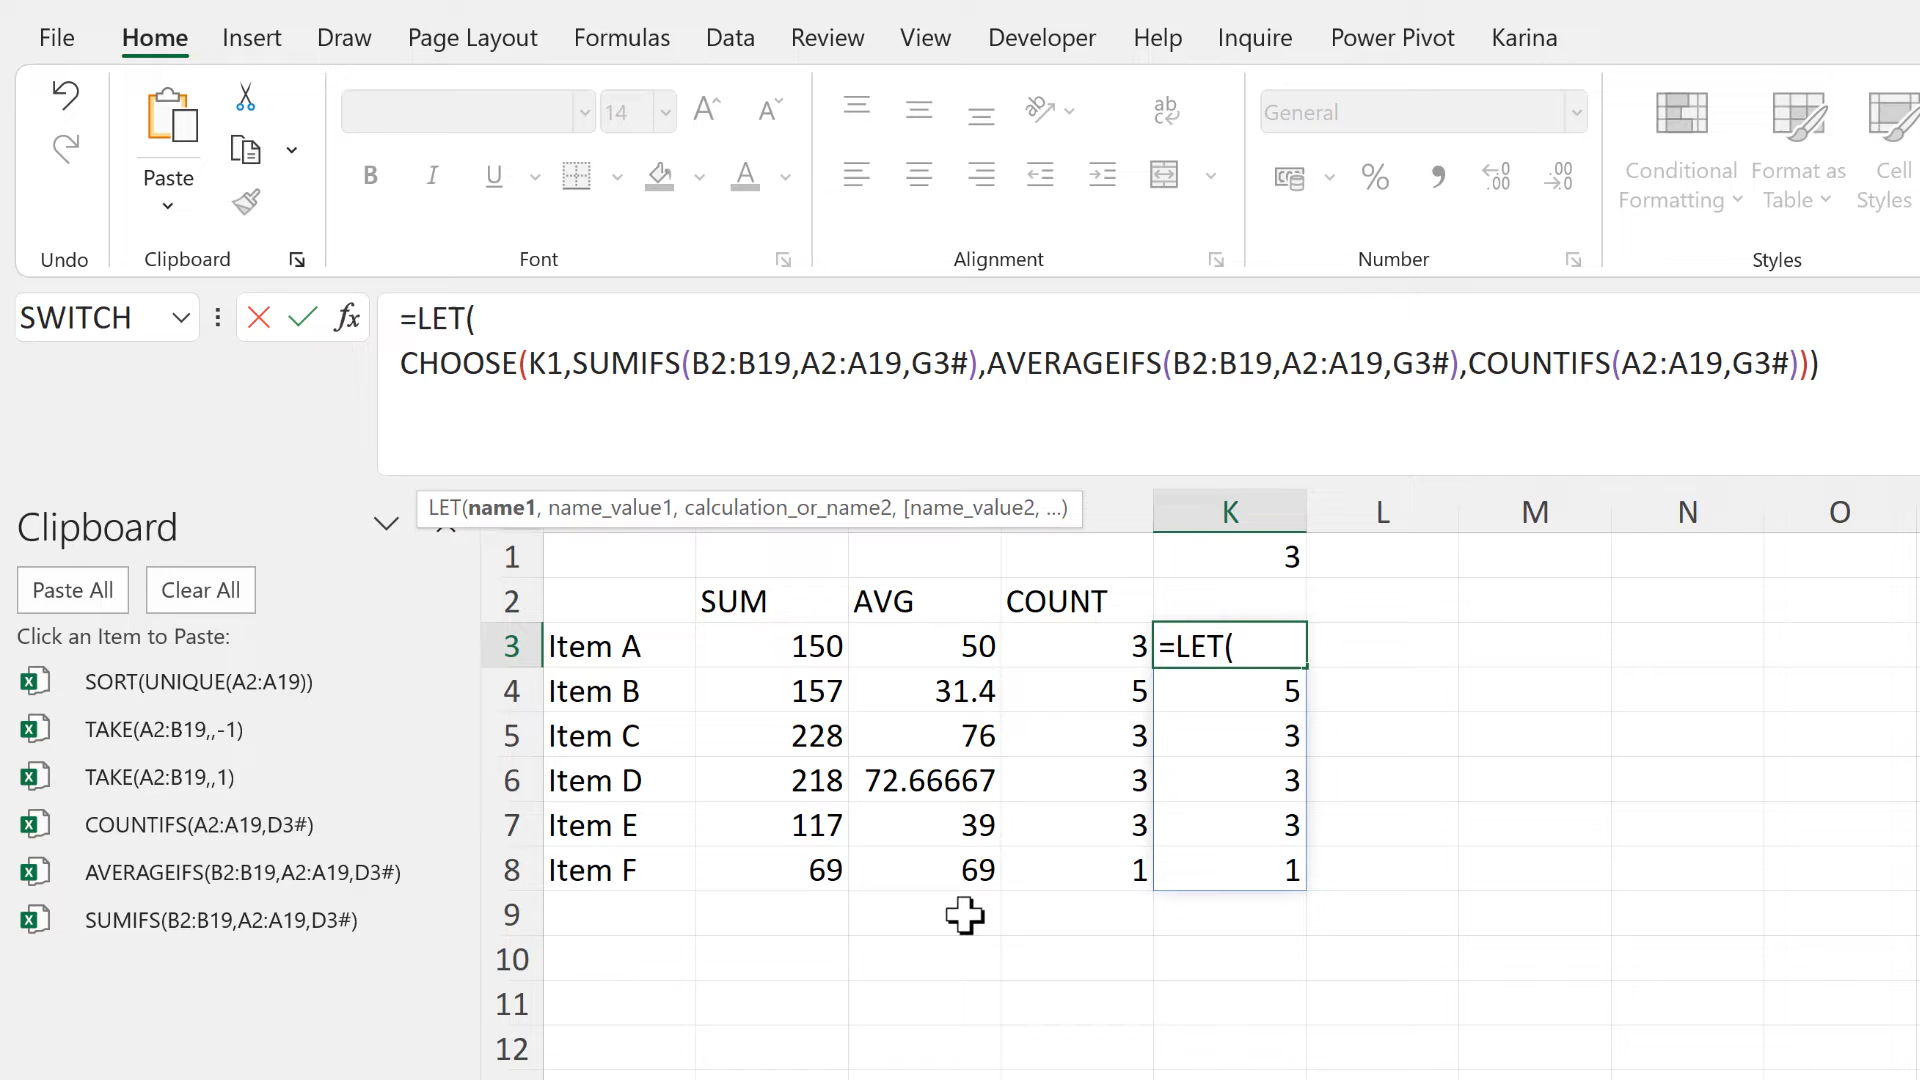 File Home Insert Draw Page Layout Formulas Data Review View Developer Help Inquire Power Pivot Karina
Paste
14
B I U A
ab
General
% , .00 .00
Conditional Formatting
Format as Table
Cell Styles
Undo Clipboard Font Alignment Number Styles
SWITCH fx
=LET(
CHOOSE(K1,SUMIFS(B2:B19,A2:A19,G3#),AVERAGEIFS(B2:B19,A2:A19,G3#),COUNTIFS(A2:A19,G3#)))
LET(name1, name_value1, calculation_or_name2, [name_value2, ...)
Clipboard
Paste All Clear All
Click an Item to Paste:
SORT(UNIQUE(A2:A19))
TAKE(A2:B19,,-1)
TAKE(A2:B19,,1)
COUNTIFS(A2:A19,D3#)
AVERAGEIFS(B2:B19,A2:A19,D3#)
SUMIFS(B2:B19,A2:A19,D3#)
K L M N O
1 3
2 SUM AVG COUNT
3 Item A 150 50 3 =LET(
4 Item B 157 31.4 5 5
5 Item C 228 76 3 3
6 Item D 218 72.66667 3 3
7 Item E 117 39 3 3
8 Item F 69 69 1 1
9
10
11
12